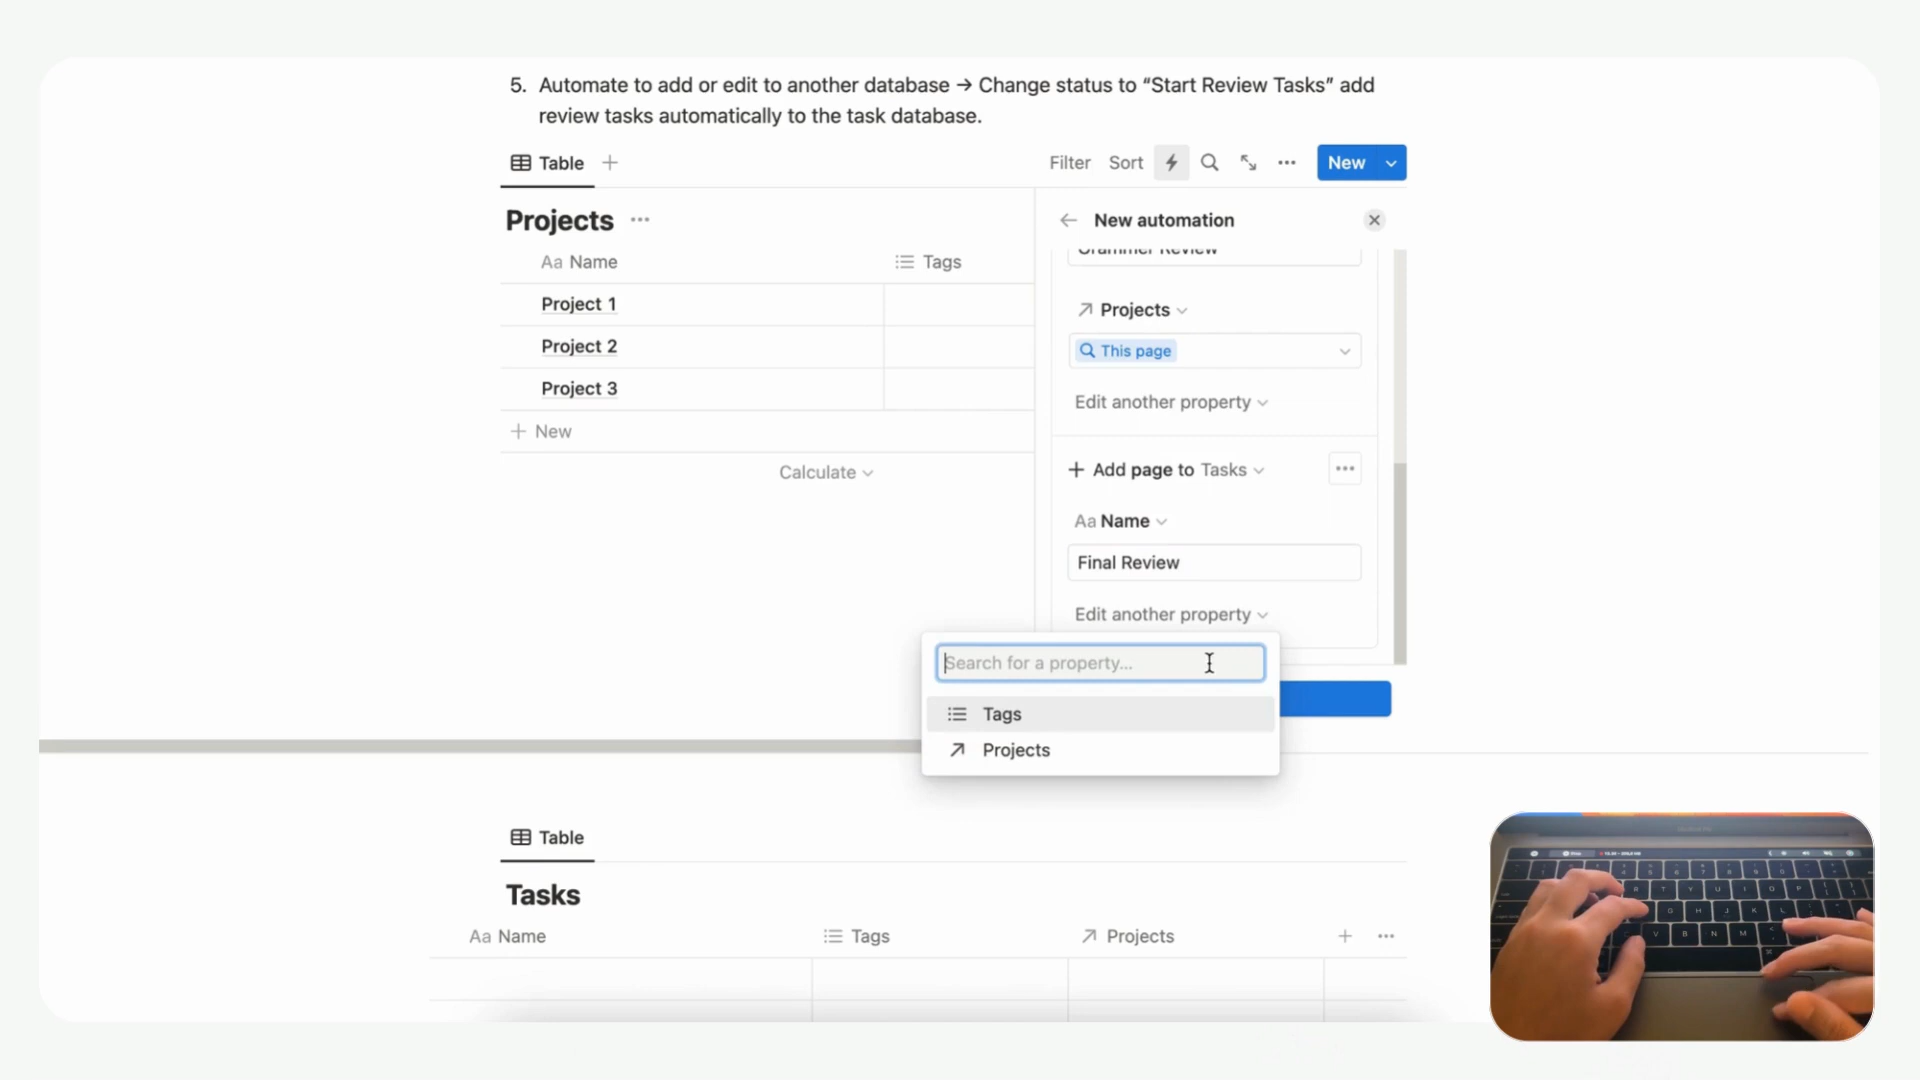 5. Automate to add or edit to another database → Change status to “Start Review Tasks” add
review tasks automatically to the task database.
Table
Filter Sort New
Projects
New automation
Aa Name Tags
Grammer Review
Project 1
Projects
Project 2
This page
Project 3
Edit another property
New
Calculate
Add page to Tasks
Aa Name
Final Review
Edit another property
Search for a property...
Tags
Projects
Table
Tasks
Aa Name Tags Projects